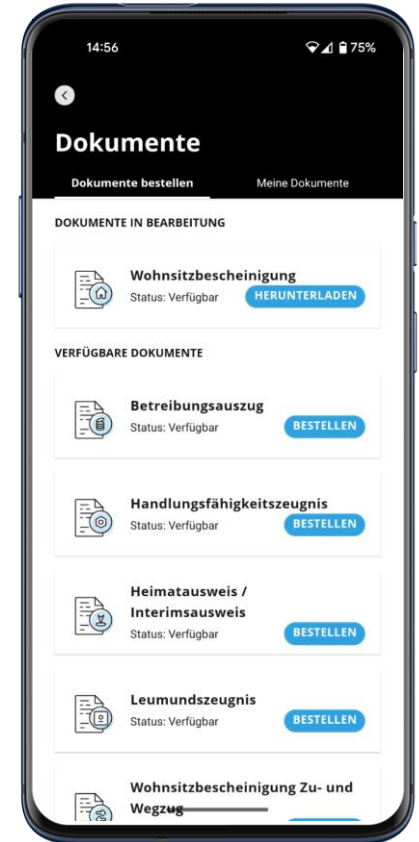 14:56 75%
Dokumente
Dokumente bestellen Meine Dokumente
DOKUMENTE IN BEARBEITUNG
Wohnsitzbescheinigung
Status: Verfügbar HERUNTERLADEN
VERFÜGBARE DOKUMENTE
Betreibungsauszug
Status: Verfügbar BESTELLEN
Handlungsfähigkeitszeugnis
Status: Verfügbar BESTELLEN
Heimatausweis /
Interimsausweis
Status: Verfügbar BESTELLEN
Leumundszeugnis
Status: Verfügbar BESTELLEN
Wohnsitzbescheinigung Zu- und
Wegzug